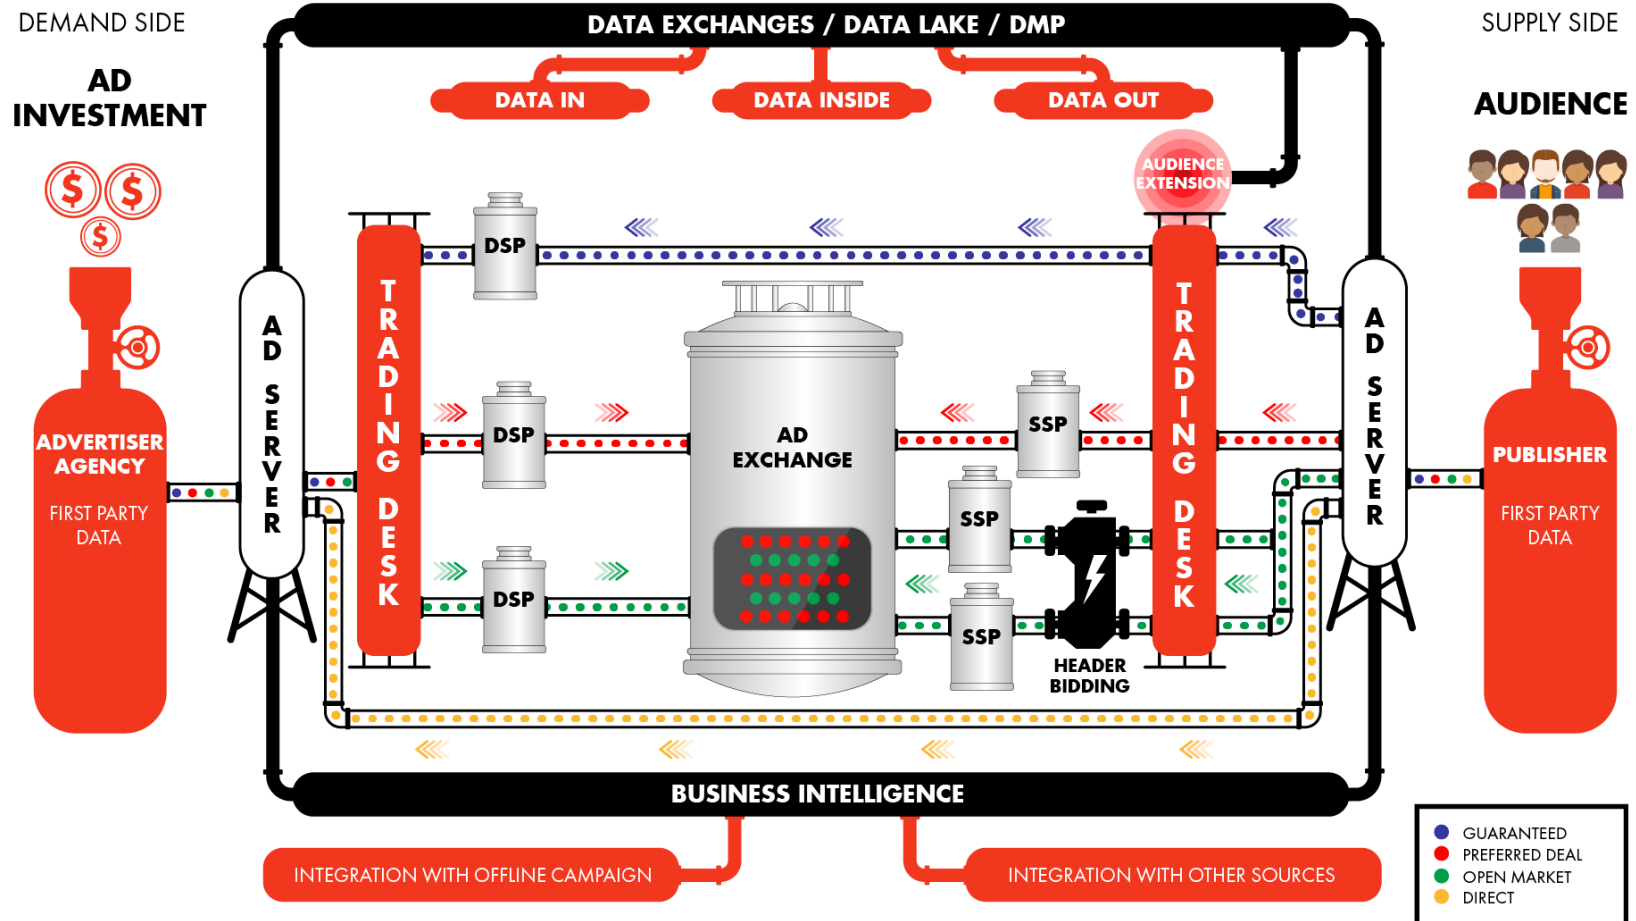 DEMAND SIDE
DATA EXCHANGES / DATA LAKE / DMP
SUPPLY SIDE
AD
INVESTMENT
DATA IN
DATA INSIDE
DATA OUT
AUDIENCE
AUDIENCE
EXTENSION
$
$
$
DSP
TRADING DESK
TRADING DESK
AD SERVER
AD SERVER
DSP
AD
EXCHANGE
SSP
ADVERTISER
AGENCY
FIRST PARTY
DATA
PUBLISHER
FIRST PARTY
DATA
SSP
DSP
SSP
HEADER
BIDDING
BUSINESS INTELLIGENCE
INTEGRATION WITH OFFLINE CAMPAIGN
INTEGRATION WITH OTHER SOURCES
GUARANTEED
PREFERRED DEAL
OPEN MARKET
DIRECT